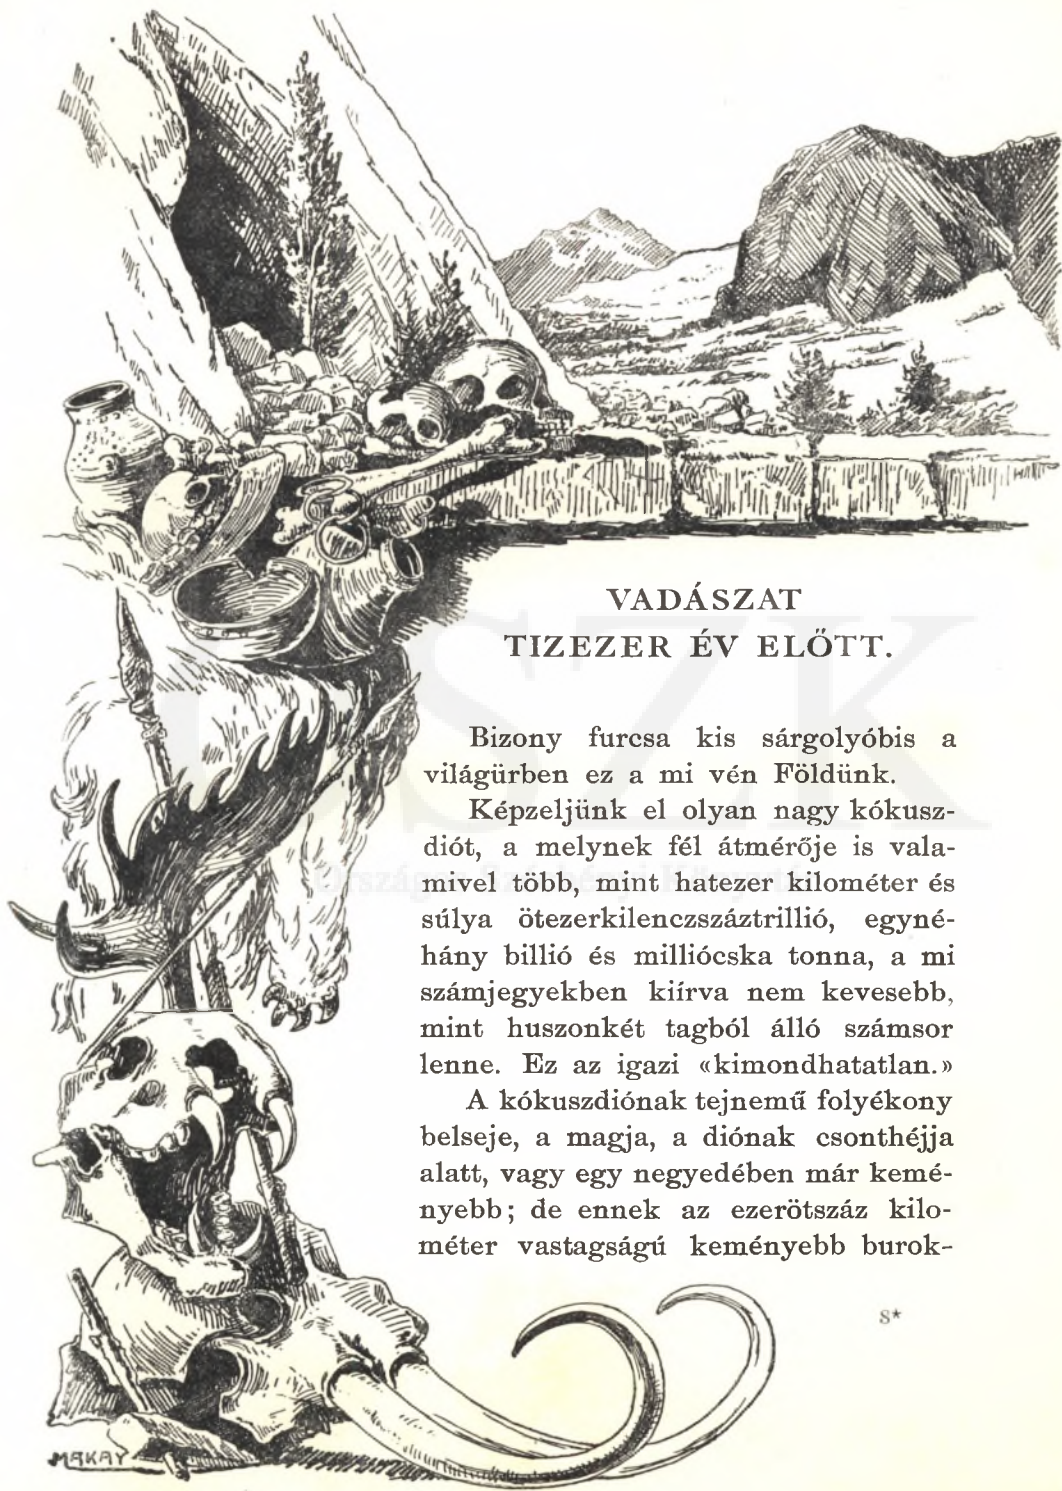 VADÁSZAT
TIZEZER ÉV ELŐTT.
Bizony furcsa kis sárgolyóbis a
világürben ez a mi vén Földünk.
Képzeljünk el olyan nagy kókusz-
diót, a melynek fél átmérője is vala-
mivel több, mint hatezer kilométer és
súlya ötezerkilenczszáztrillió, egyné-
hány billió és milliócska tonna, a mi
számjegyekben kiírva nem kevesebb,
mint huszonkét tagból álló számsor
lenne. Ez az igazi «kimondhatatlan.»
A kókuszdiónak tejnemű folyékony
belseje, a magja, a diónak csonthéjja
alatt, vagy egy negyedében már kemé-
nyebb; de ennek az ezerötszáz kilo-
méter vastagságú keményebb burok-
8*
MAKAY
OSZK
Országos Széchényi Könyvtár